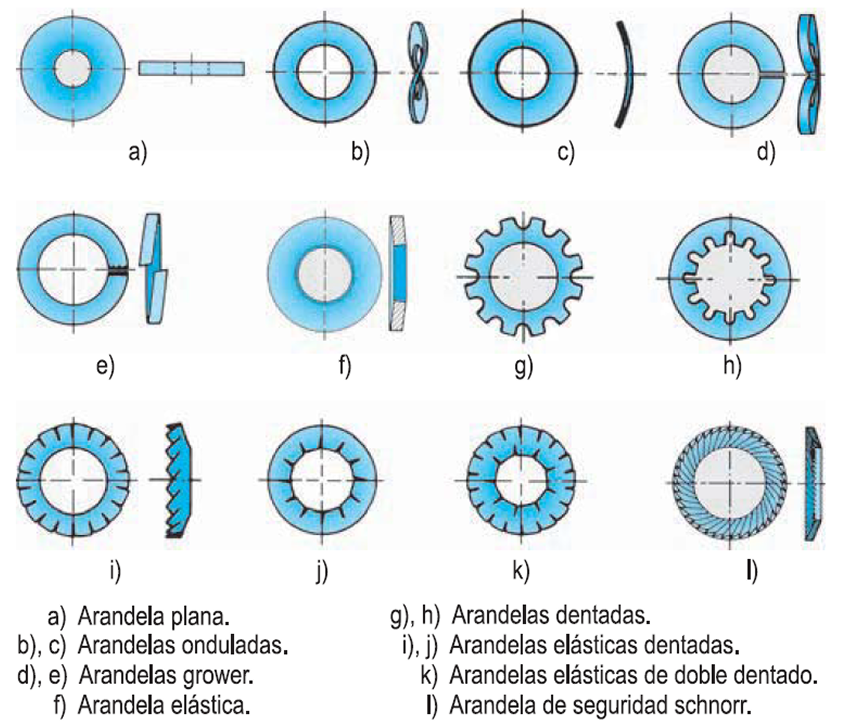 a)
b)
c)
d)
e)
f)
g)
h)
i)
j)
k)
l)
a) Arandela plana.
b), c) Arandelas onduladas.
d), e) Arandelas grower.
f) Arandela elástica.
g), h) Arandelas dentadas.
i), j) Arandelas elásticas dentadas.
k) Arandelas elásticas de doble dentado.
l) Arandela de seguridad schnorr.